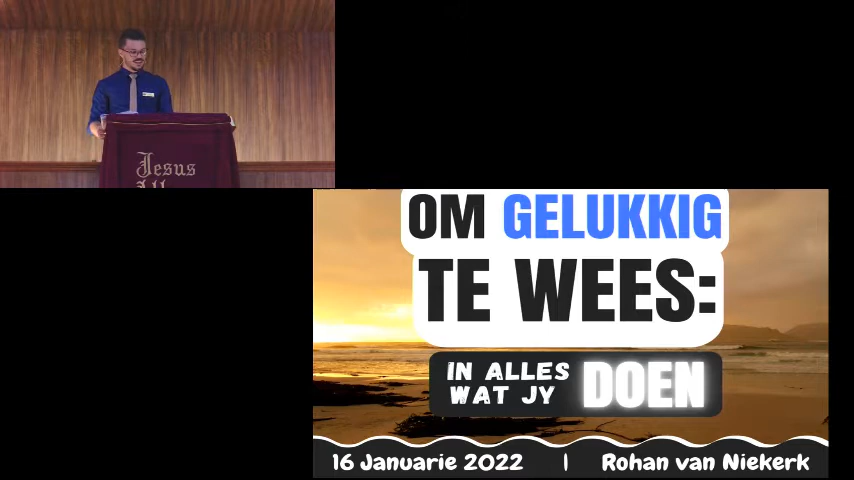 Jesus
OM GELUKKIG
TE WEES:
IN ALLES
WAT JY
DOEN
16 Januarie 2022 | Rohan van Niekerk